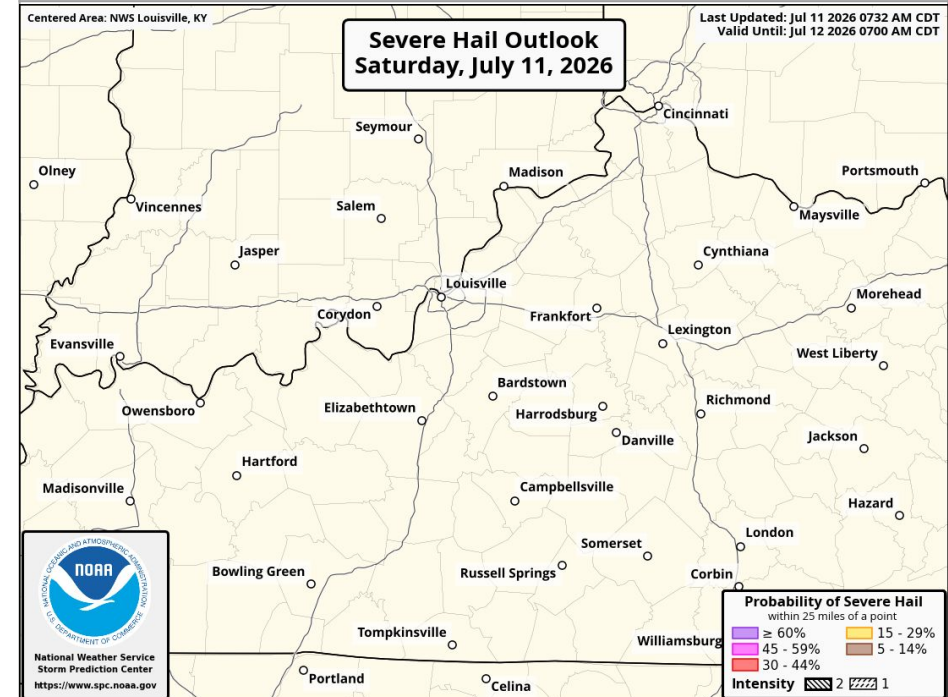 Centered Area: NWS Louisville, KY
Severe Hail Outlook
Saturday, July 11, 2026
Last Updated: Jul 11 2026 0732 AM CDT
Valid Until: Jul 12 2026 0700 AM CDT
Cincinnati
Seymour
Olney
Madison
Portsmouth
Vincennes
Salem
Maysville
Jasper
Cynthiana
Louisville
Morehead
Corydon
Frankfort
Lexington
Evansville
West Liberty
Bardstown
Owensboro
Elizabethtown
Harrodsburg
Richmond
Danville
Jackson
Hartford
Madisonville
Campbellsville
Hazard
London
Somerset
Bowling Green
Russell Springs
Corbin
Tompkinsville
Williamsburg
Portland
Celina
NATIONAL OCEANIC AND ATMOSPHERIC ADMINISTRATION
NOAA
U.S. DEPARTMENT OF COMMERCE
National Weather Service
Storm Prediction Center
https://www.spc.noaa.gov
Probability of Severe Hail
within 25 miles of a point
≥ 60% 15 - 29%
45 - 59% 5 - 14%
30 - 44%
Intensity 2 1